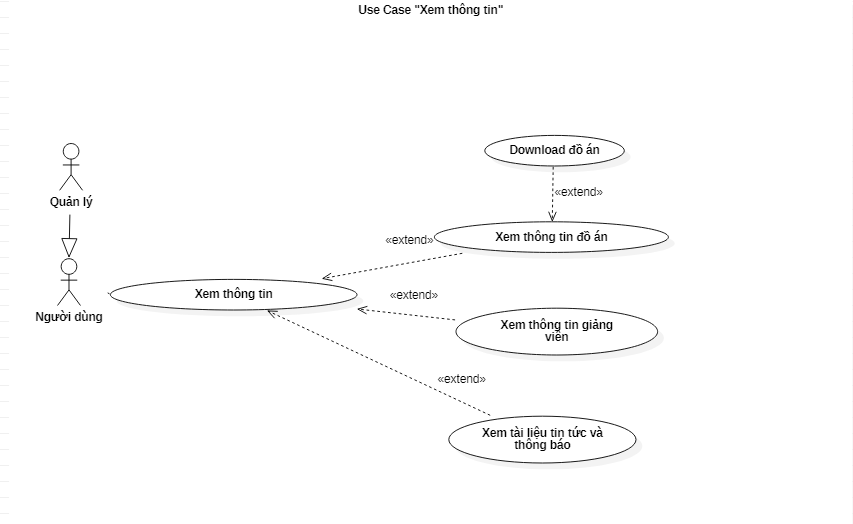 Use Case "Xem thông tin"
Download đồ án
«extend»
Quản lý
«extend»
Xem thông tin đồ án
Xem thông tin
«extend»
Người dùng
Xem thông tin giảng
viên
«extend»
Xem tài liệu tin tức và
thông báo